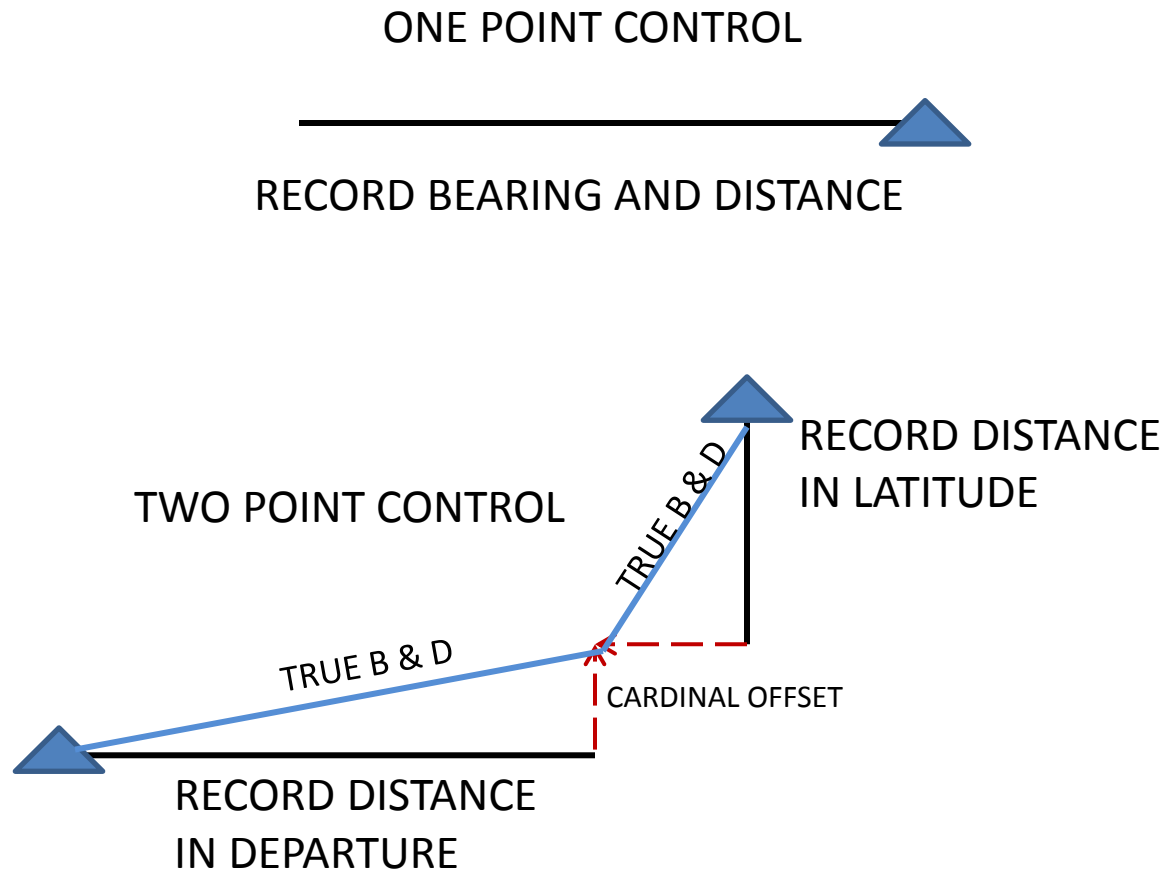 ONE POINT CONTROL
RECORD BEARING AND DISTANCE
RECORD DISTANCE
IN LATITUDE
TWO POINT CONTROL
TRUE B & D
TRUE B & D
CARDINAL OFFSET
RECORD DISTANCE
IN DEPARTURE